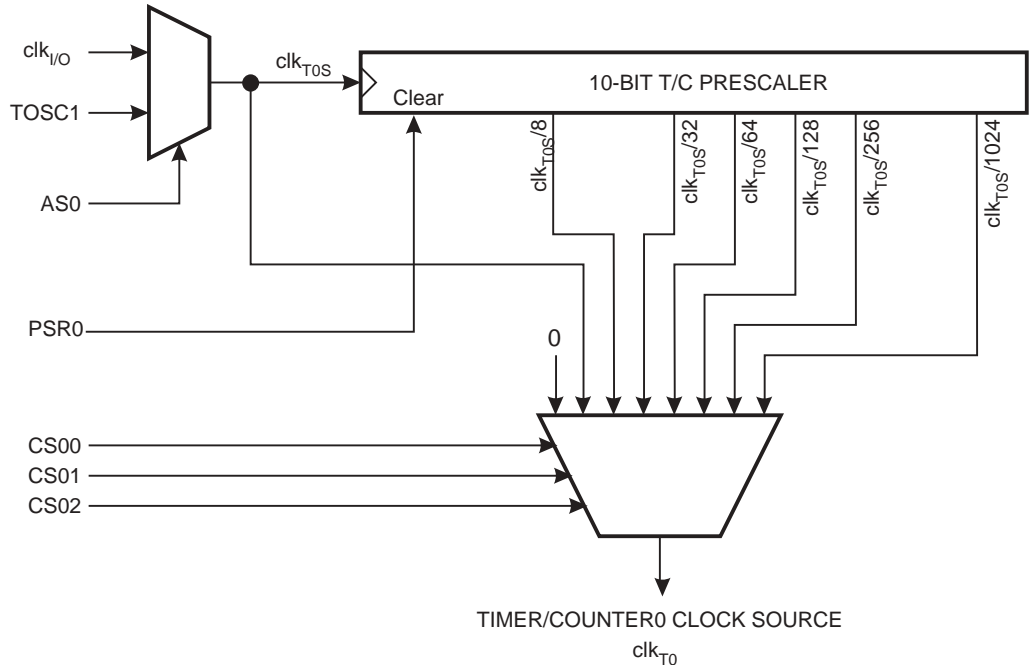 clkI/O
TOSC1
AS0
clkT0S
10-BIT T/C PRESCALER
Clear
clkT0S/8
clkT0S/32
clkT0S/64
clkT0S/128
clkT0S/256
clkT0S/1024
PSR0
0
CS00
CS01
CS02
TIMER/COUNTER0 CLOCK SOURCE
clkT0